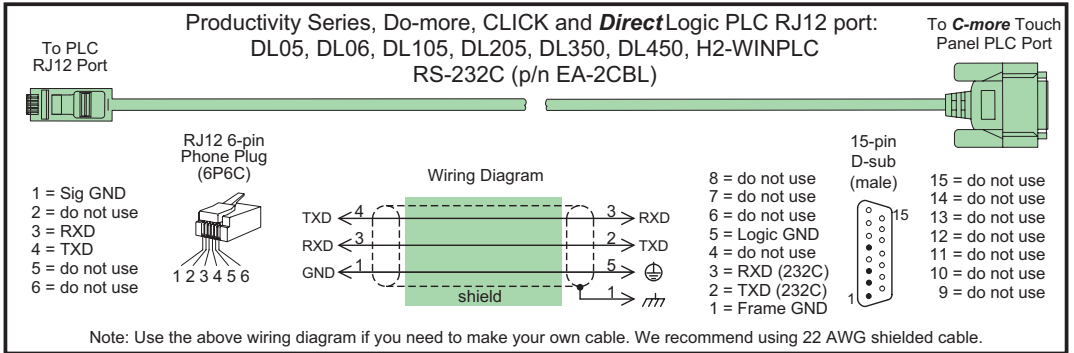 Productivity Series, Do-more, CLICK and DirectLogic PLC RJ12 port:
DL05, DL06, DL105, DL205, DL350, DL450, H2-WINPLC
RS-232C (p/n EA-2CBL)
To PLC
RJ12 Port
To C-more Touch
Panel PLC Port
RJ12 6-pin
Phone Plug
(6P6C)
1 = Sig GND
2 = do not use
3 = RXD
4 = TXD
5 = do not use
6 = do not use
1 2 3 4 5 6
Wiring Diagram
TXD 4 3 RXD
RXD 3 2 TXD
GND 1 5
1
shield
8 = do not use
7 = do not use
6 = do not use
5 = Logic GND
4 = do not use
3 = RXD (232C)
2 = TXD (232C)
1 = Frame GND
15-pin
D-sub
(male)
15
1
15 = do not use
14 = do not use
13 = do not use
12 = do not use
11 = do not use
10 = do not use
9 = do not use
Note: Use the above wiring diagram if you need to make your own cable. We recommend using 22 AWG shielded cable.